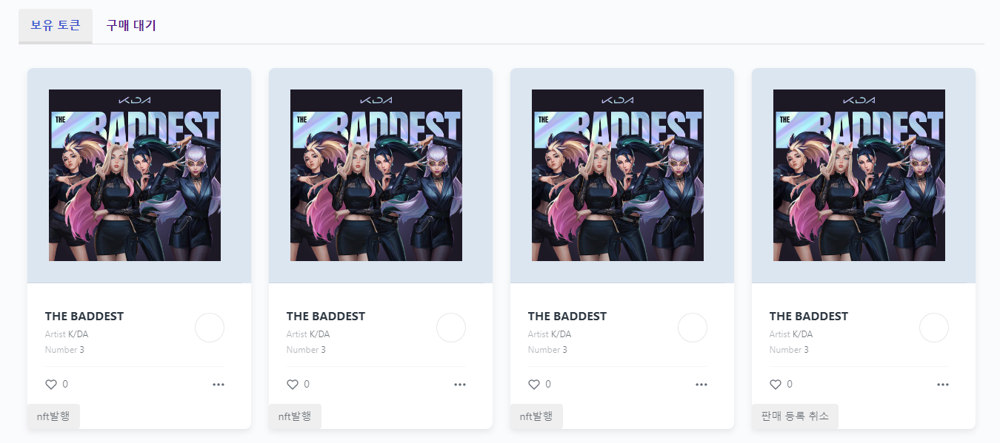 보유 토큰 구매 대기
KDA KDA KDA KDA
THE BADDEST THE BADDEST THE BADDEST THE BADDEST
THE BADDEST THE BADDEST THE BADDEST THE BADDEST
Artist K/DA Artist K/DA Artist K/DA Artist K/DA
Number 3 Number 3 Number 3 Number 3
0 0 0 0
nft발행 nft발행 nft발행 판매 등록 취소